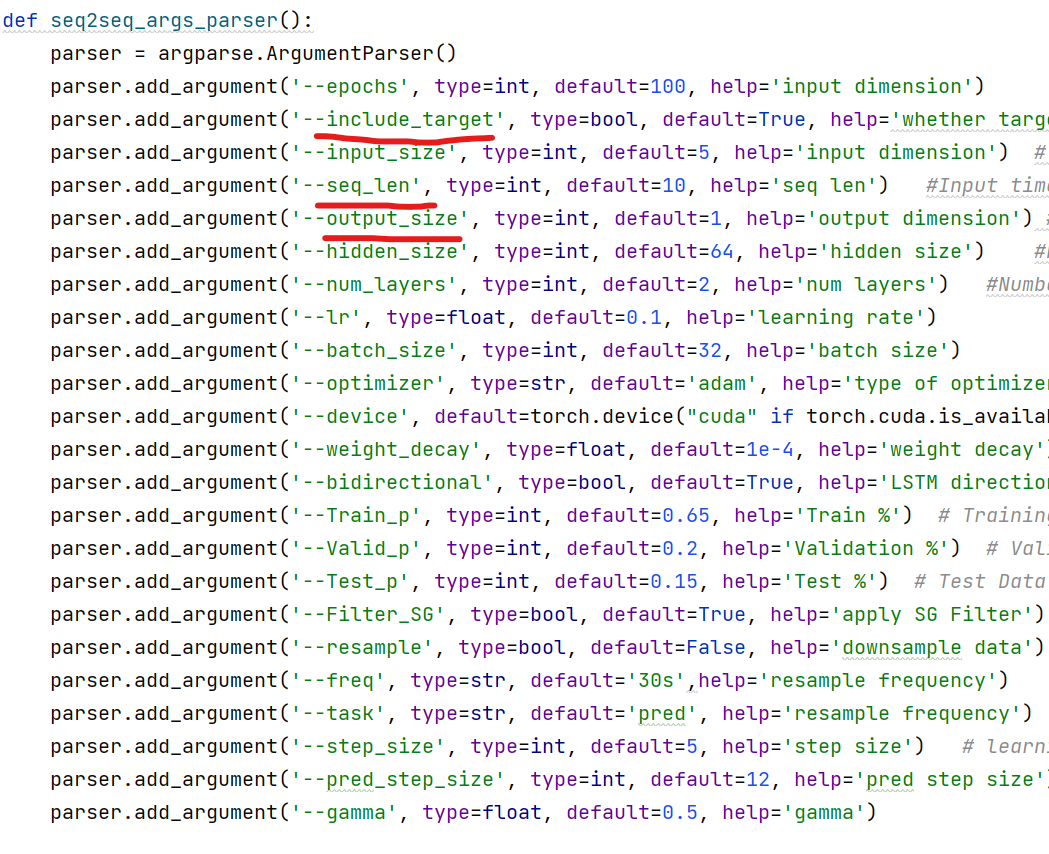 def seq2seq_args_parser():
    parser = argparse.ArgumentParser()
    parser.add_argument('--epochs', type=int, default=100, help='input dimension')
    parser.add_argument('--include_target', type=bool, default=True, help='whether targe
    parser.add_argument('--input_size', type=int, default=5, help='input dimension')  #
    parser.add_argument('--seq_len', type=int, default=10, help='seq len')   #Input time
    parser.add_argument('--output_size', type=int, default=1, help='output dimension') #
    parser.add_argument('--hidden_size', type=int, default=64, help='hidden size')    #
    parser.add_argument('--num_layers', type=int, default=2, help='num layers')   #Numbe
    parser.add_argument('--lr', type=float, default=0.1, help='learning rate')
    parser.add_argument('--batch_size', type=int, default=32, help='batch size')
    parser.add_argument('--optimizer', type=str, default='adam', help='type of optimizer
    parser.add_argument('--device', default=torch.device("cuda" if torch.cuda.is_availab
    parser.add_argument('--weight_decay', type=float, default=1e-4, help='weight decay')
    parser.add_argument('--bidirectional', type=bool, default=True, help='LSTM direction
    parser.add_argument('--Train_p', type=int, default=0.65, help='Train %')  # Training
    parser.add_argument('--Valid_p', type=int, default=0.2, help='Validation %')  # Vali
    parser.add_argument('--Test_p', type=int, default=0.15, help='Test %')  # Test Data
    parser.add_argument('--Filter_SG', type=bool, default=True, help='apply SG Filter')
    parser.add_argument('--resample', type=bool, default=False, help='downsample data')
    parser.add_argument('--freq', type=str, default='30s',help='resample frequency')
    parser.add_argument('--task', type=str, default='pred', help='resample frequency')
    parser.add_argument('--step_size', type=int, default=5, help='step size')   # learni
    parser.add_argument('--pred_step_size', type=int, default=12, help='pred step size')
    parser.add_argument('--gamma', type=float, default=0.5, help='gamma')